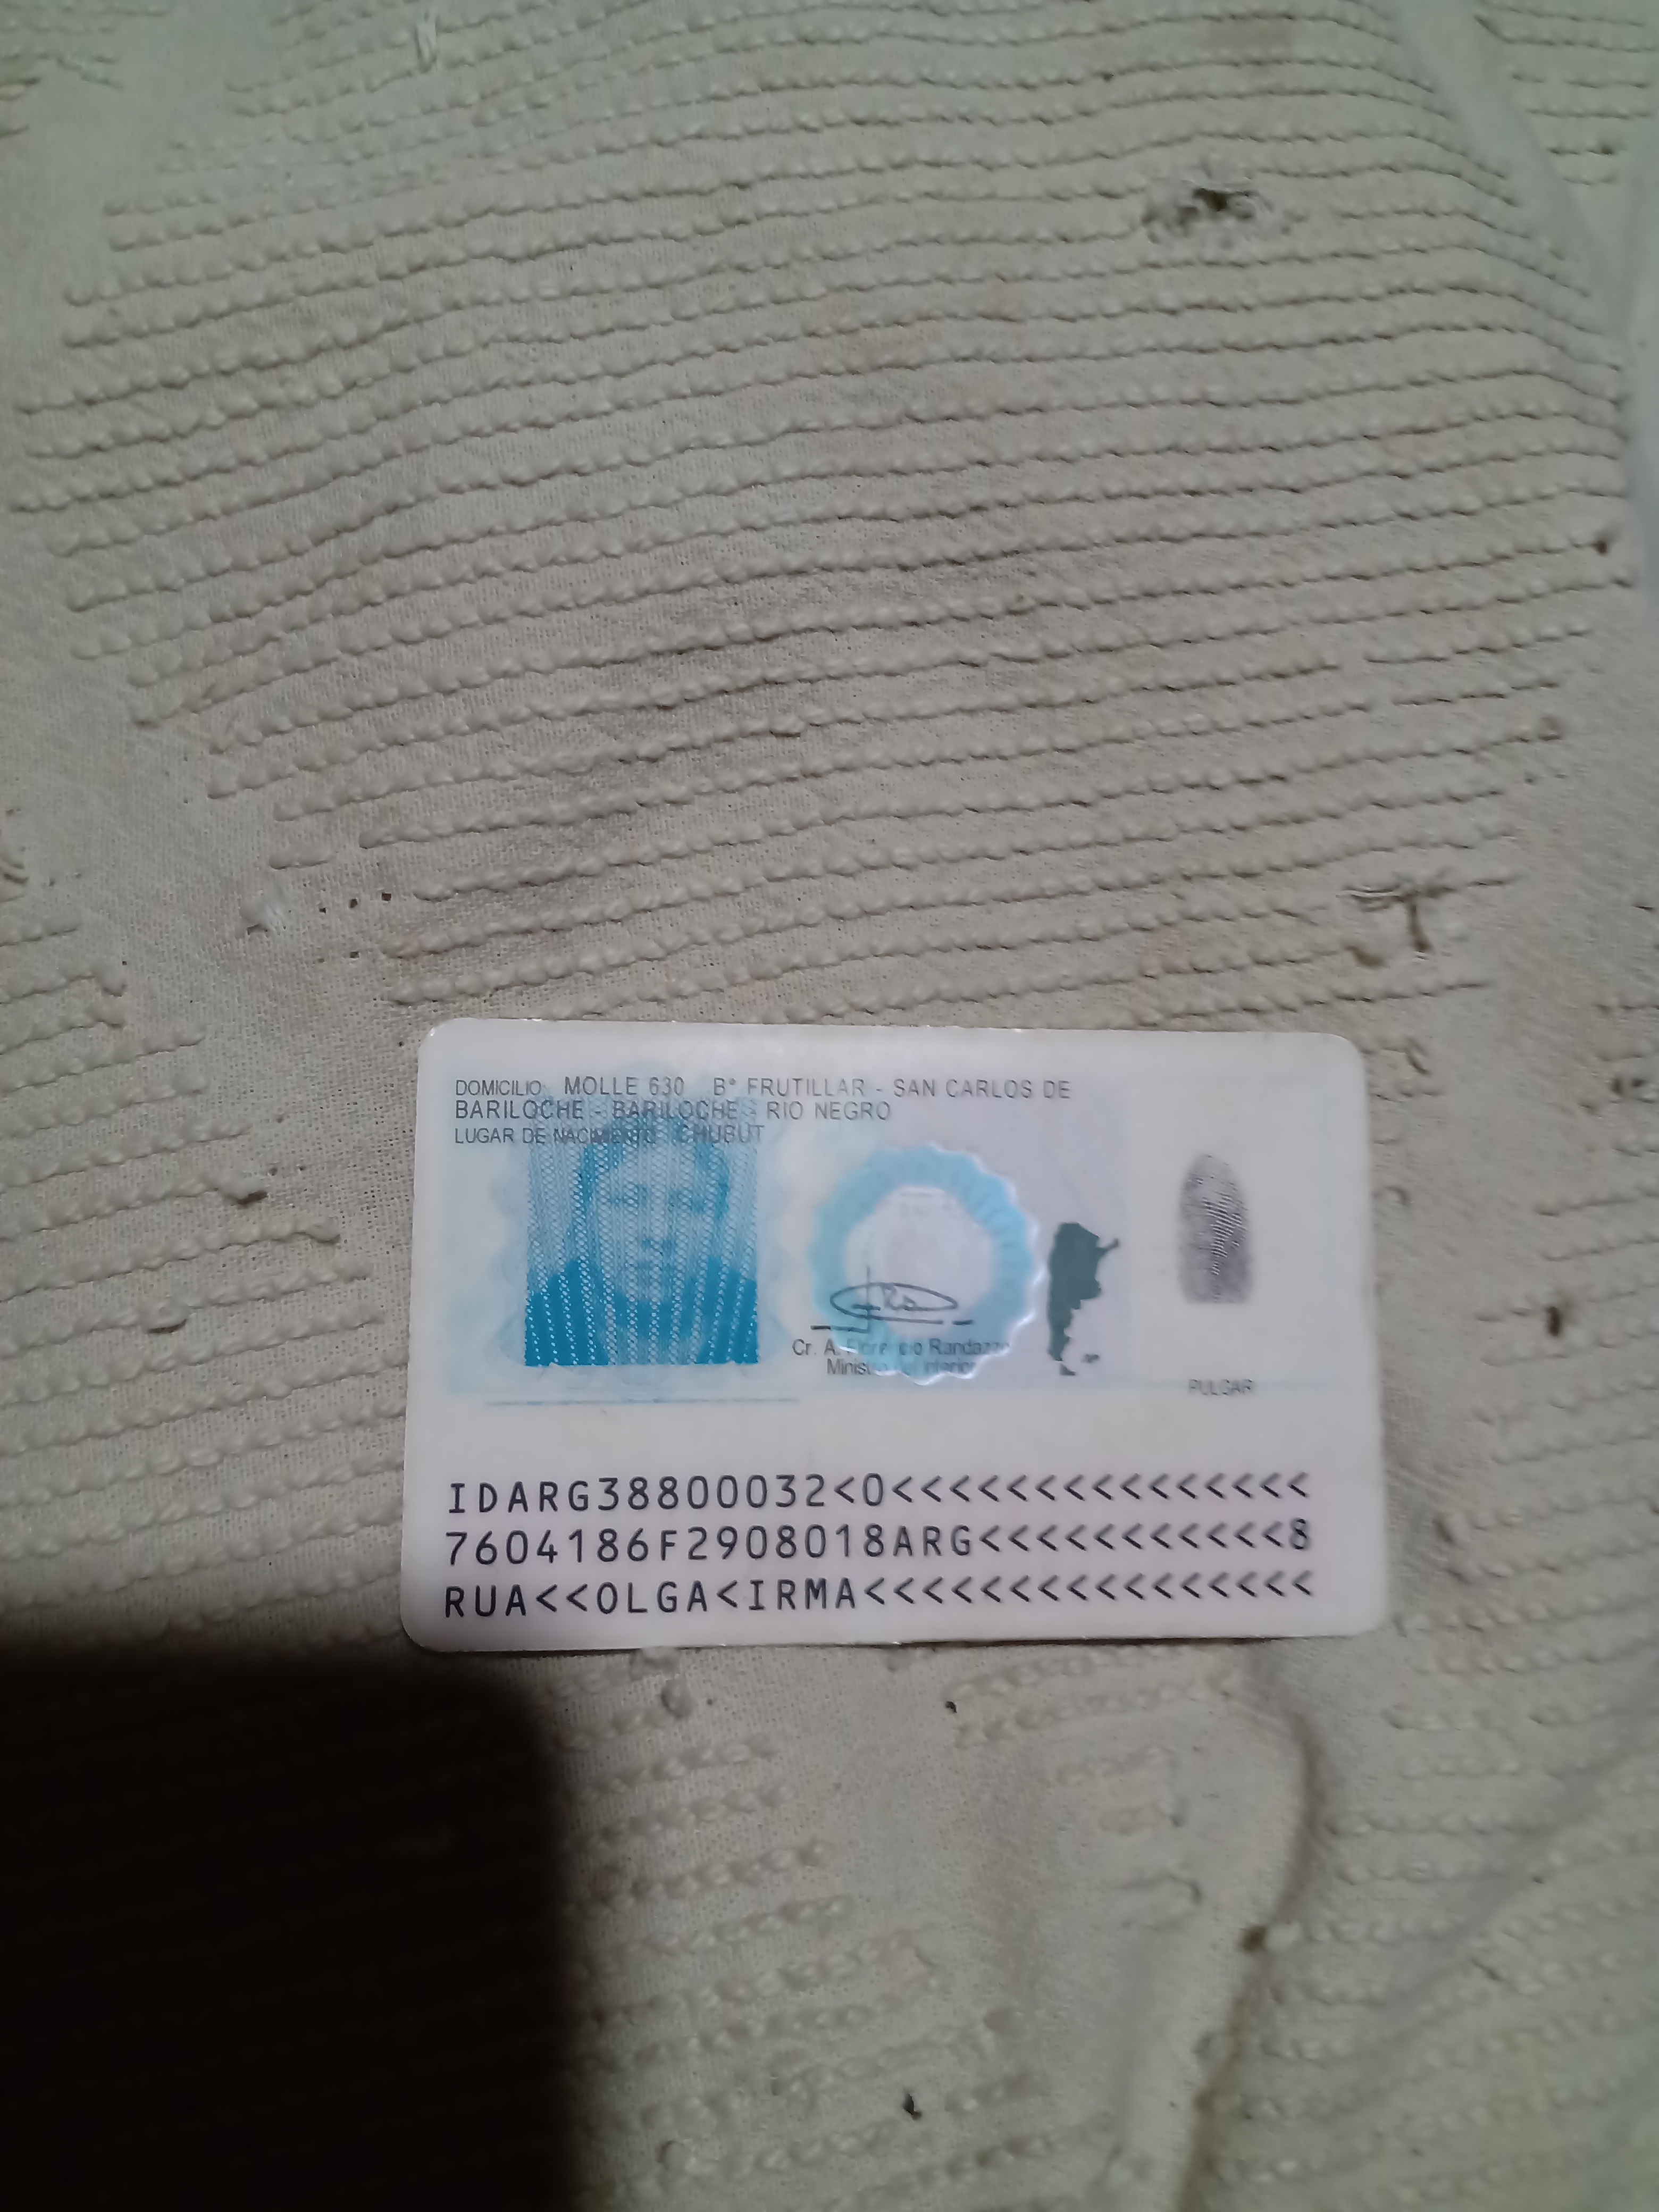 DOMICILIO: MOLLE 630 B° FRUTILLAR - SAN CARLOS DE
BARILOCHE - BARILOCHE - RIO NEGRO
LUGAR DE NACIMIENTO: CHUBUT
Cr. A. Florencio Randazzo
Ministro del Interior
PULGAR
IDARG38800032<0<<<<<<<<<<<<<<<
7604186F2908018ARG<<<<<<<<<<<8
RUA<<OLGA<IRMA<<<<<<<<<<<<<<<<